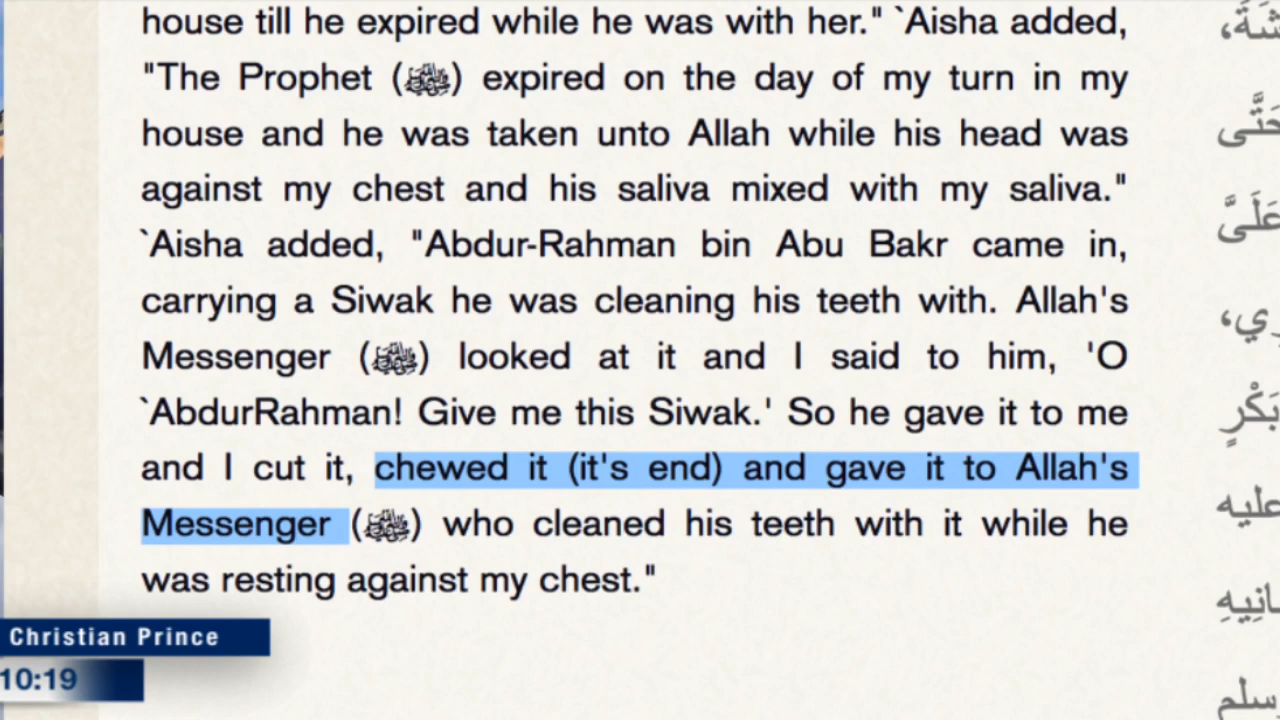 house till he expired while he was with her." `Aisha added,
"The Prophet (ﷺ) expired on the day of my turn in my
house and he was taken unto Allah while his head was
against my chest and his saliva mixed with my saliva."
`Aisha added, "Abdur-Rahman bin Abu Bakr came in,
carrying a Siwak he was cleaning his teeth with. Allah's
Messenger (ﷺ) looked at it and I said to him, 'O
`AbdurRahman! Give me this Siwak.' So he gave it to me
and I cut it, chewed it (it's end) and gave it to Allah's
Messenger (ﷺ) who cleaned his teeth with it while he
was resting against my chest."
Christian Prince
10:19